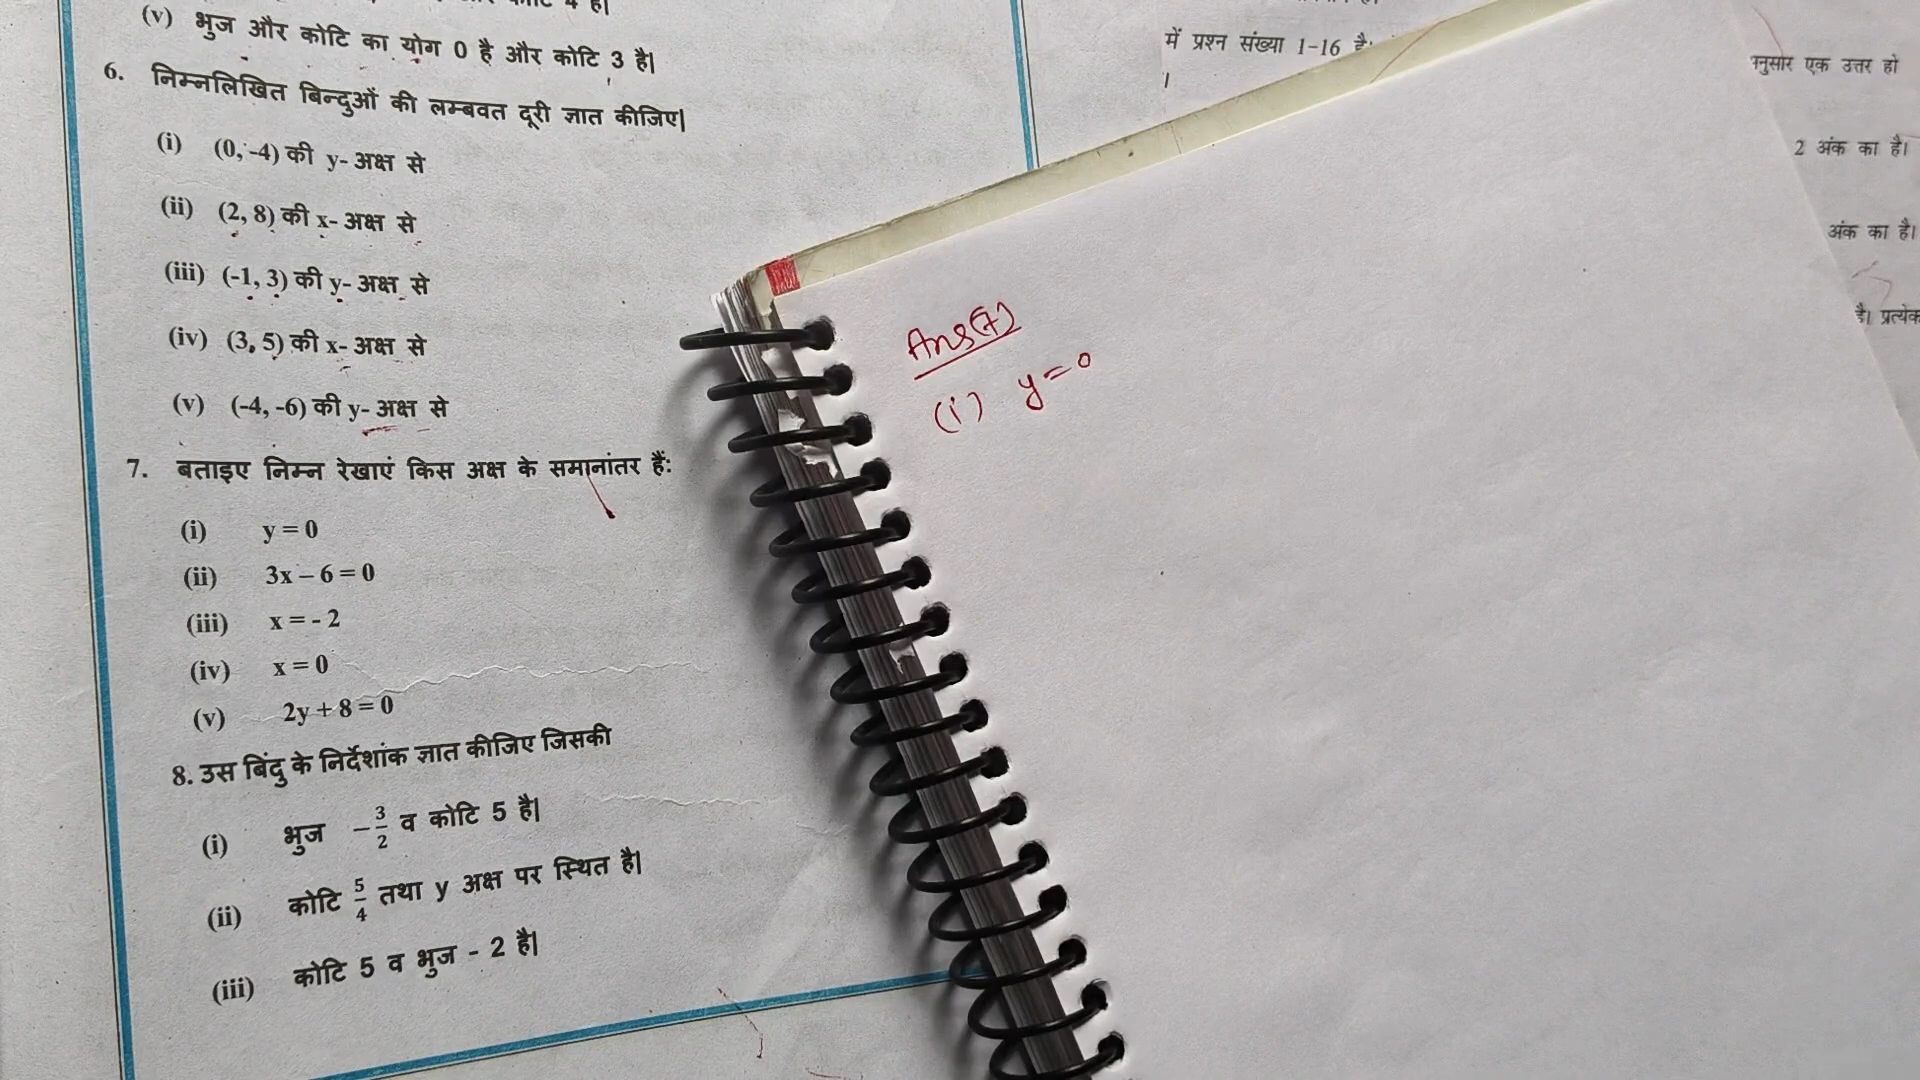 (v) भुज और कोटि का योग 0 है और कोटि 3 है|
6. निम्नलिखित बिन्दुओं की लम्बवत दूरी ज्ञात कीजिए|
(i) (0, -4) की y- अक्ष से
(ii) (2, 8) की x- अक्ष से
(iii) (-1, 3) की y- अक्ष से
(iv) (3, 5) की x- अक्ष से
(v) (-4, -6) की y- अक्ष से
7. बताइए निम्न रेखाएं किस अक्ष के समानांतर हैं:
(i) y = 0
(ii) 3x – 6 = 0
(iii) x = - 2
(iv) x = 0
(v) 2y + 8 = 0
8. उस बिंदु के निर्देशांक ज्ञात कीजिए जिसकी
(i) भुज -3/2 व कोटि 5 है|
(ii) कोटि 5/4 तथा y अक्ष पर स्थित है|
(iii) कोटि 5 व भुज - 2 है|
में प्रश्न संख्या 1-16 है
एक उत्तर हो
2 अंक का है।
अंक का है।
है। प्रत्येक
Ans(7)
(i) y=0